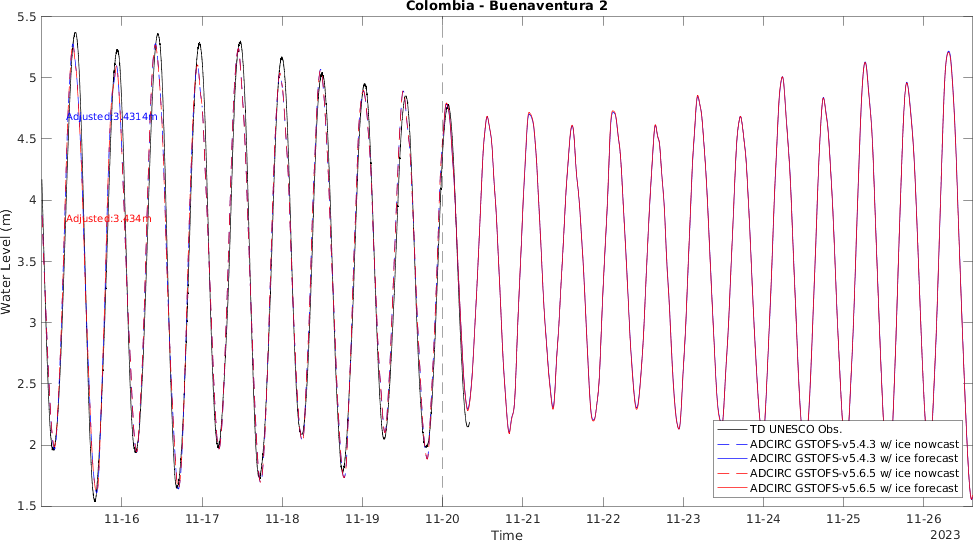 Colombia - Buenaventura 2
5.5
5
4.5
4
3.5
3
2.5
2
1.5
Water Level (m)
Adjusted:3.4314m
Adjusted:3.434m
TD UNESCO Obs.
ADCIRC GSTOFS-v5.4.3 w/ ice nowcast
ADCIRC GSTOFS-v5.4.3 w/ ice forecast
ADCIRC GSTOFS-v5.6.5 w/ ice nowcast
ADCIRC GSTOFS-v5.6.5 w/ ice forecast
11-16 11-17 11-18 11-19 11-20 11-21 11-22 11-23 11-24 11-25 11-26
Time
2023